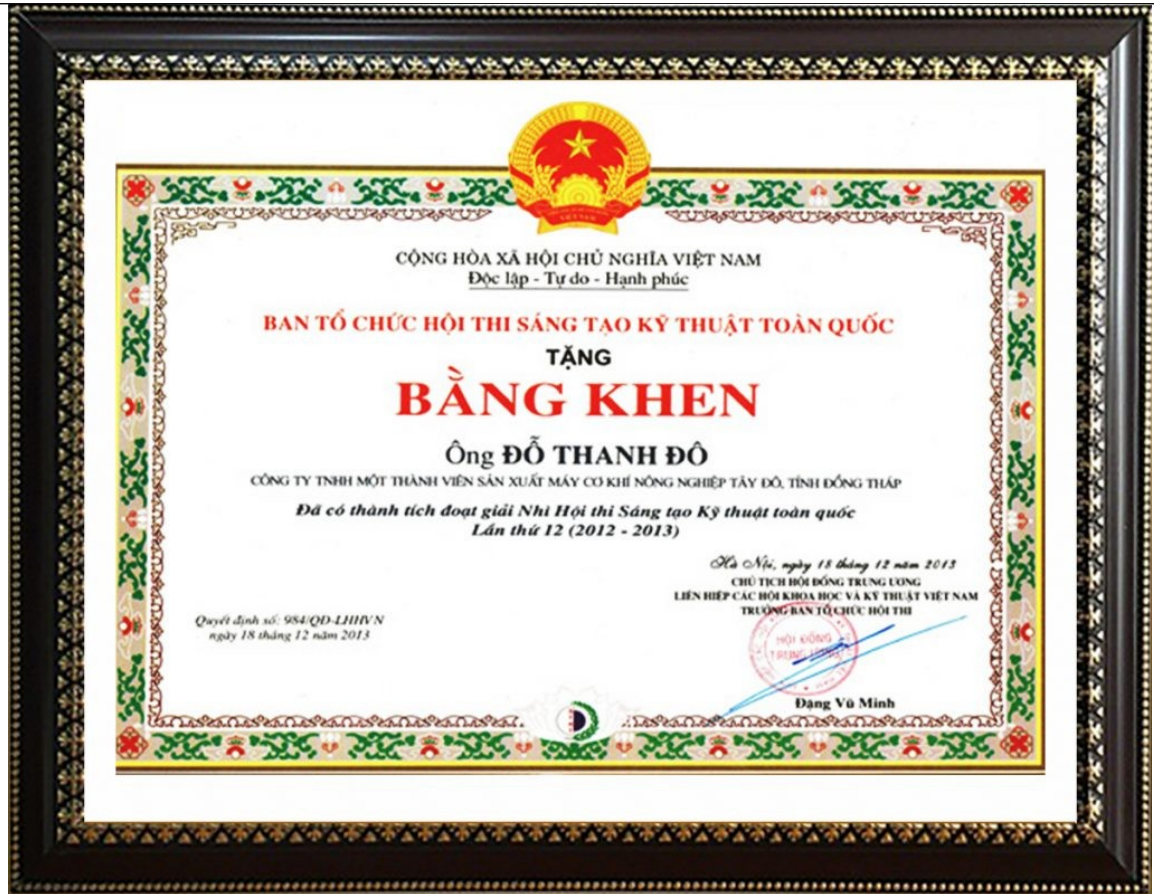 VIỆT NAM
CỘNG HÒA XÃ HỘI CHỦ NGHĨA VIỆT NAM
Độc lập - Tự do - Hạnh phúc
BAN TỔ CHỨC HỘI THI SÁNG TẠO KỸ THUẬT TOÀN QUỐC
TẶNG
BẰNG KHEN
Ông ĐỖ THANH ĐÔ
CÔNG TY TNHH MỘT THÀNH VIÊN SẢN XUẤT MÁY CƠ KHÍ NÔNG NGHIỆP TÂY ĐÔ, TỈNH ĐỒNG THÁP
Đã có thành tích đoạt giải Nhì Hội thi Sáng tạo Kỹ thuật toàn quốc
Lần thứ 12 (2012 - 2013)
Hà Nội, ngày 18 tháng 12 năm 2013
CHỦ TỊCH HỘI ĐỒNG TRUNG ƯƠNG
LIÊN HIỆP CÁC HỘI KHOA HỌC VÀ KỸ THUẬT VIỆT NAM
TRƯỞNG BAN TỔ CHỨC HỘI THI
Quyết định số: 984/QĐ-LHHVN
ngày 18 tháng 12 năm 2013
HỘI ĐỒNG
TRUNG ƯƠNG
Đặng Vũ Minh